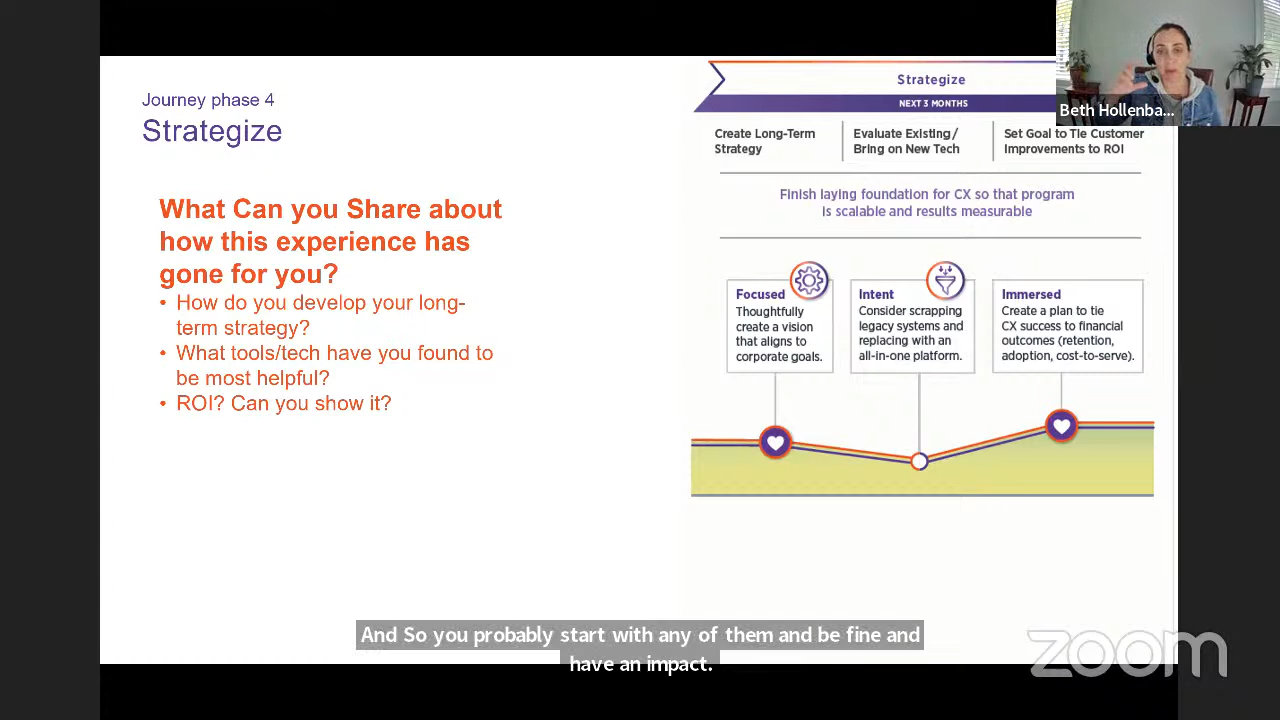 Journey phase 4
Strategize
What Can you Share about
how this experience has
gone for you?
• How do you develop your long-
term strategy?
• What tools/tech have you found to
be most helpful?
• ROI? Can you show it?
Strategize
NEXT 3 MONTHS
Create Long-Term
Strategy
Evaluate Existing/
Bring on New Tech
Set Goal to Tie Customer
Improvements to ROI
Finish laying foundation for CX so that program
is scalable and results measurable
Focused
Thoughtfully
create a vision
that aligns to
corporate goals.
Intent
Consider scrapping
legacy systems and
replacing with an
all-in-one platform.
Immersed
Create a plan to tie
CX success to financial
outcomes (retention,
adoption, cost-to-serve).
Beth Hollenba...
And So you probably start with any of them and be fine and
have an impact.
zoom